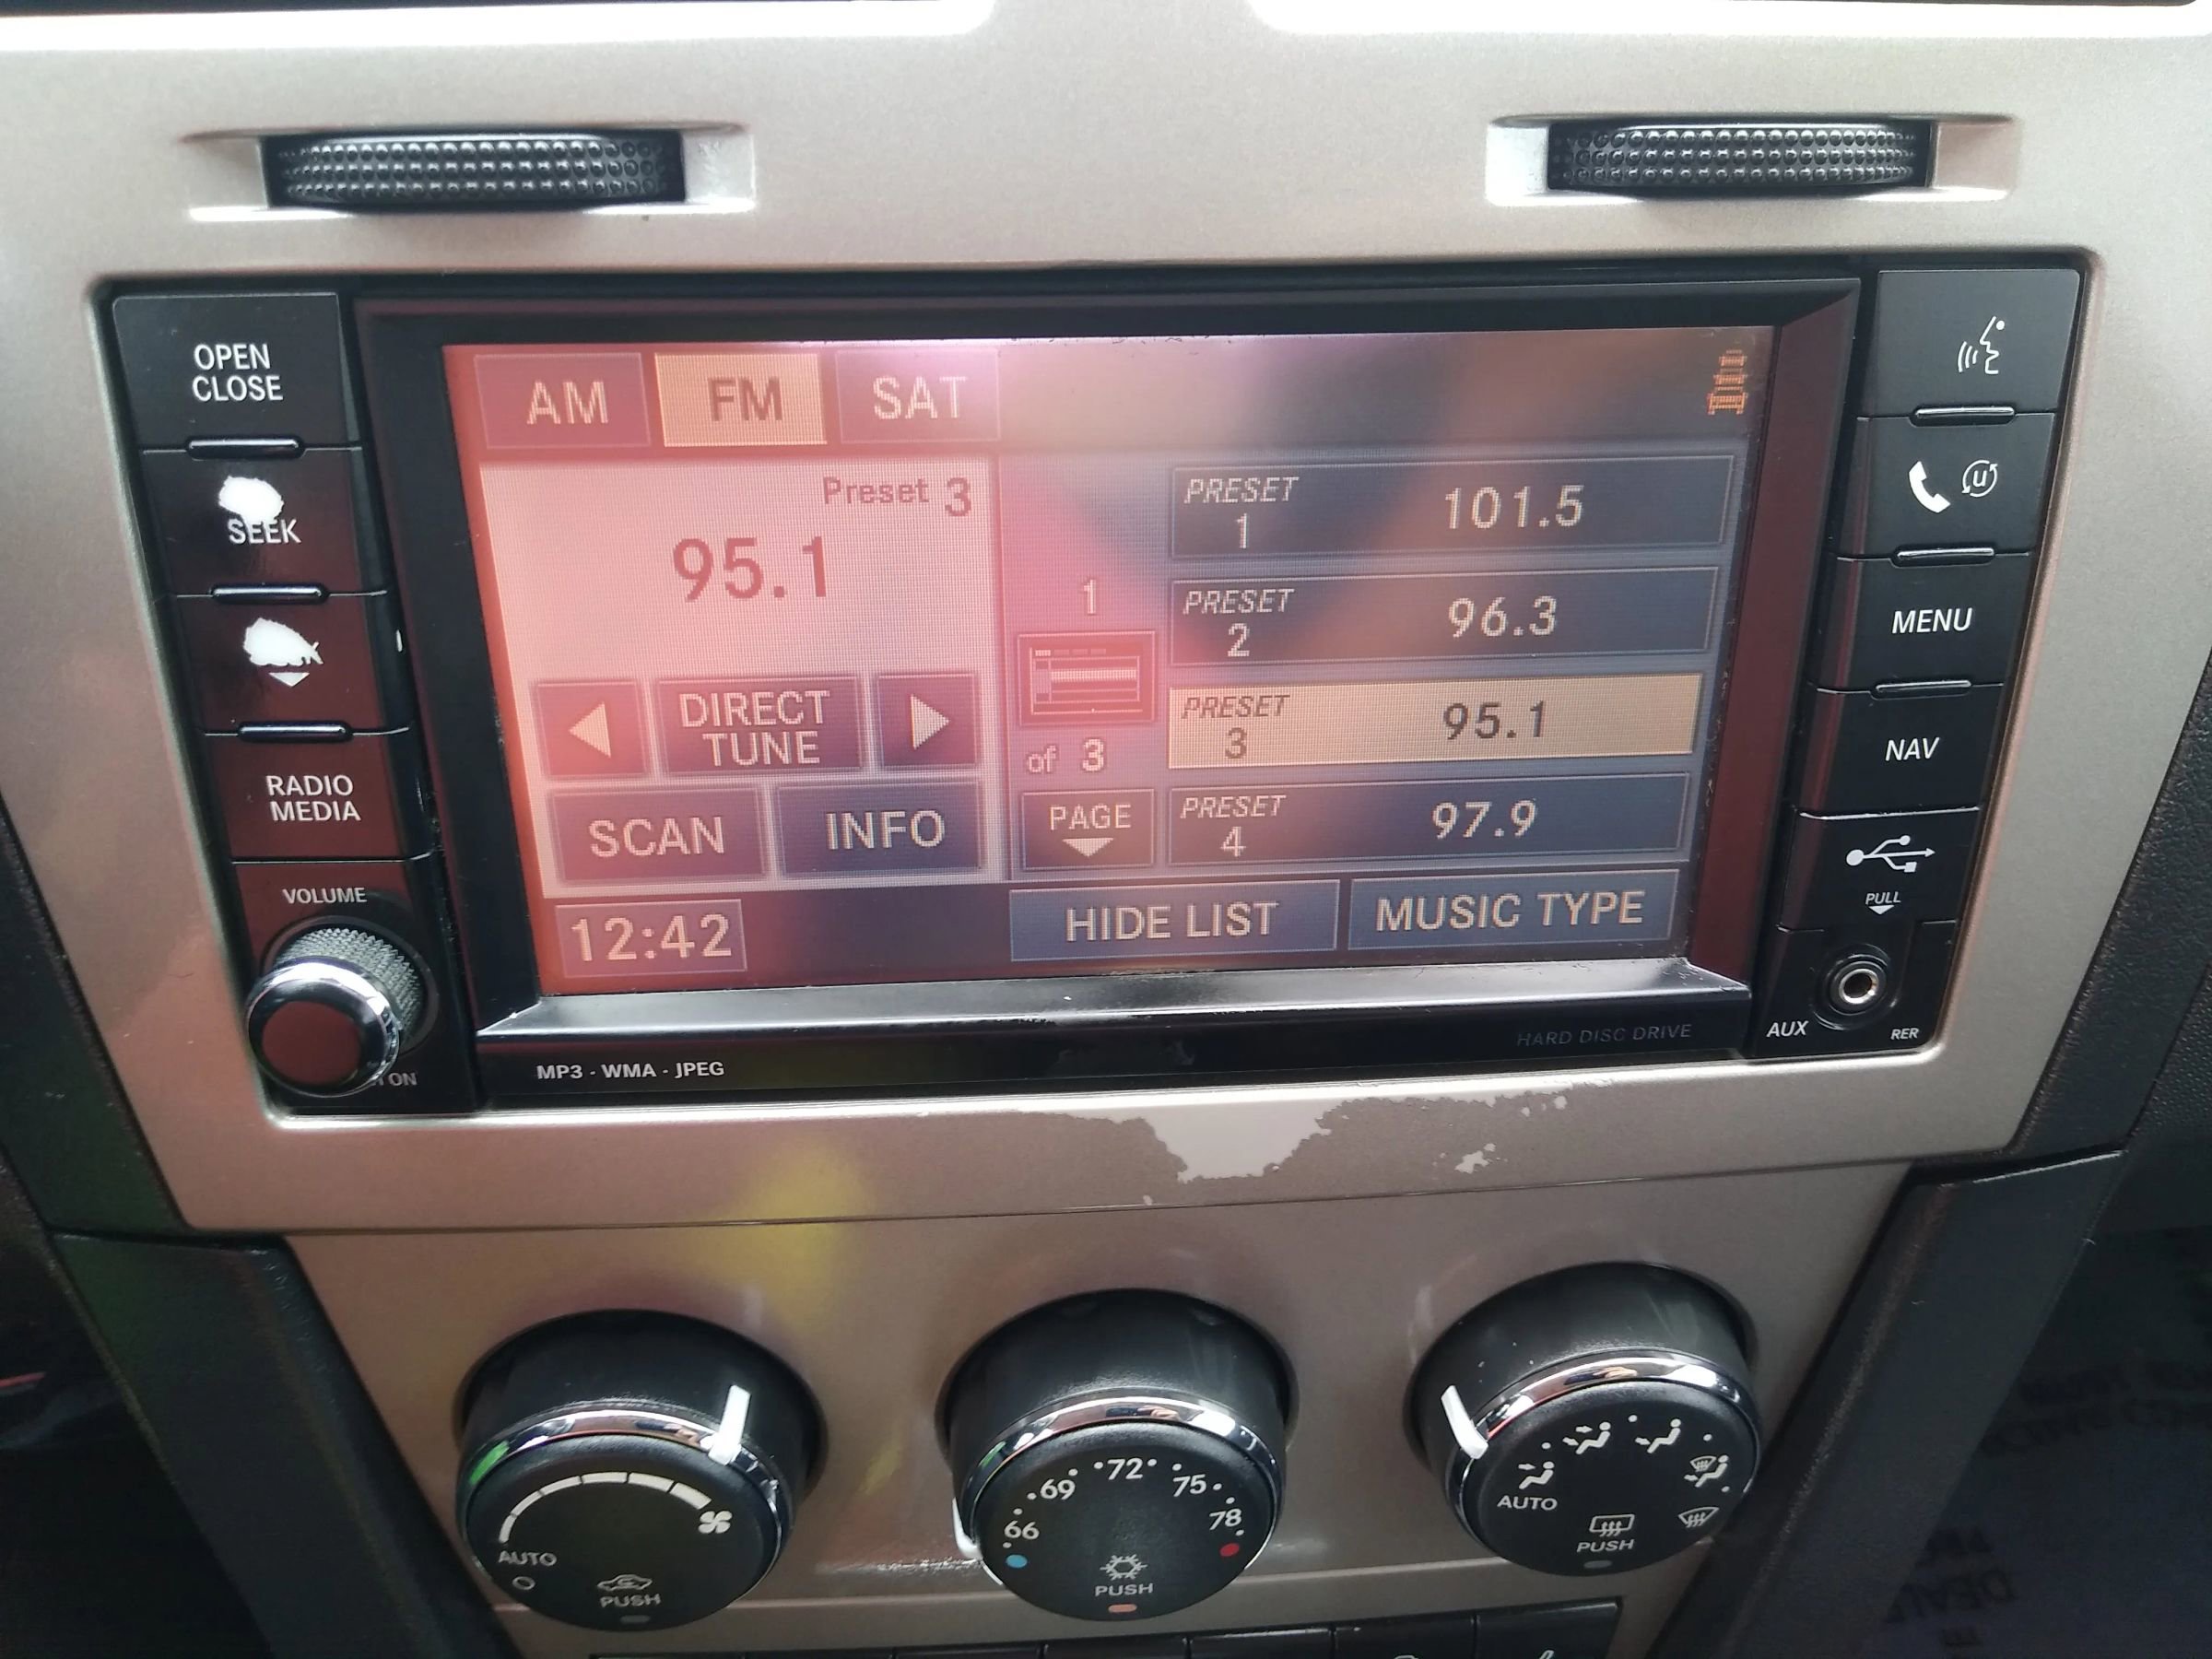 OPEN
CLOSE
SEEK
RADIO
MEDIA
VOLUME
ON
AM
FM
SAT
Preset 3
95.1
DIRECT
TUNE
SCAN
INFO
12:42
1
of 3
PAGE
PRESET
1
101.5
PRESET
2
96.3
PRESET
3
95.1
PRESET
4
97.9
HIDE LIST
MUSIC TYPE
MENU
NAV
PULL
AUX
RER
MP3 - WMA - JPEG
HARD DISC DRIVE
AUTO
PUSH
66
69
72
75
78
PUSH
AUTO
PUSH